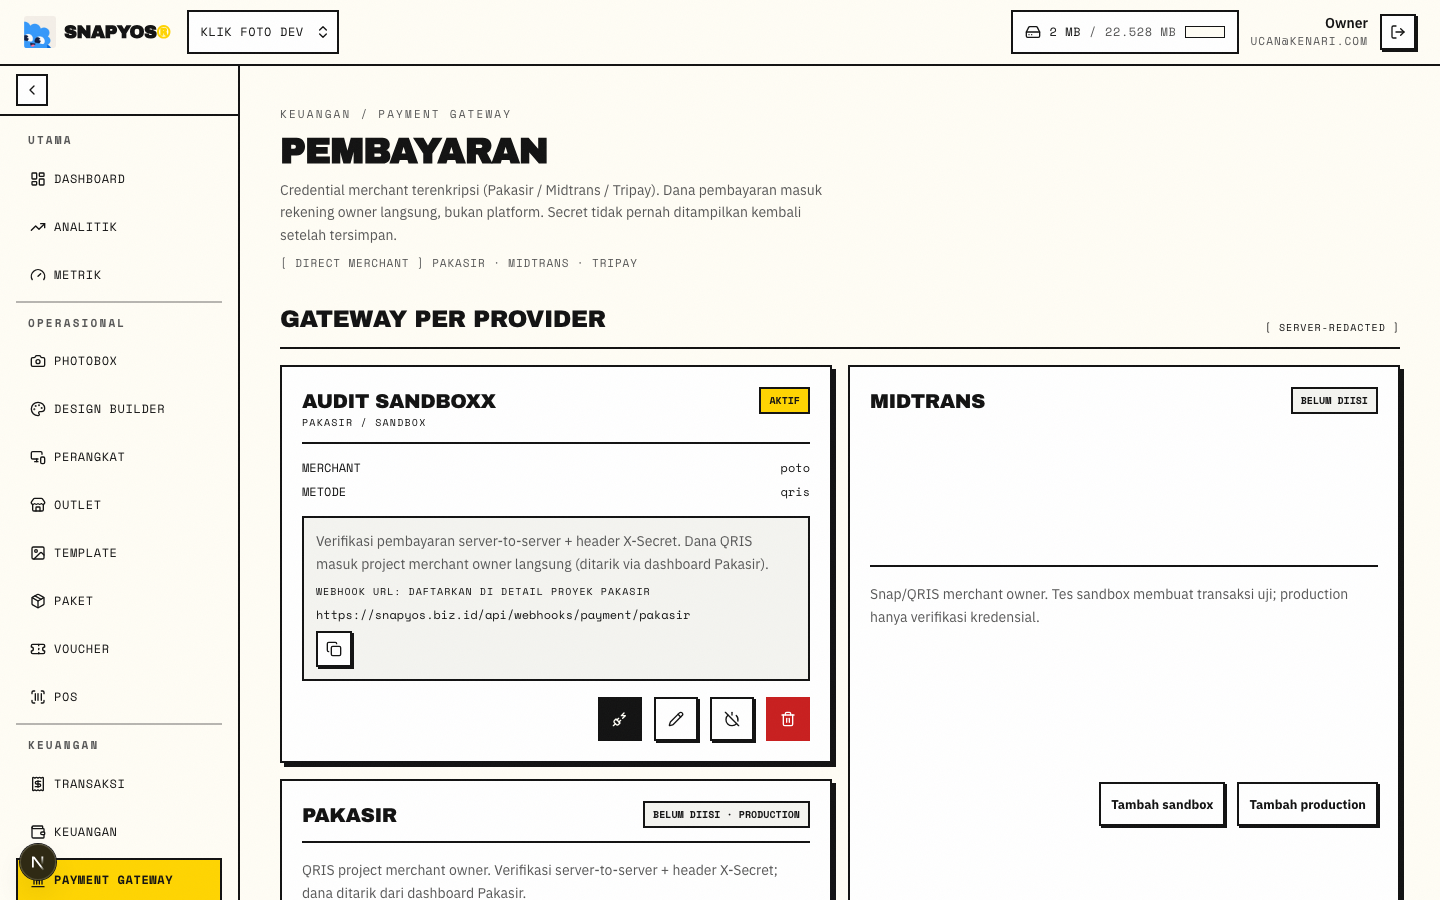 SNAPYOS®
KLIK FOTO DEV
2 MB / 22.528 MB
Owner
UCAN@KENARI.COM
UTAMA
DASHBOARD
ANALITIK
METRIK
OPERASIONAL
PHOTOBOX
DESIGN BUILDER
PERANGKAT
OUTLET
TEMPLATE
PAKET
VOUCHER
POS
KEUANGAN
TRANSAKSI
KEUANGAN
N
PAYMENT GATEWAY
KEUANGAN / PAYMENT GATEWAY
PEMBAYARAN
Credential merchant terenkripsi (Pakasir / Midtrans / Tripay). Dana pembayaran masuk
rekening owner langsung, bukan platform. Secret tidak pernah ditampilkan kembali
setelah tersimpan.
[ DIRECT MERCHANT ] PAKASIR · MIDTRANS · TRIPAY
GATEWAY PER PROVIDER
[ SERVER-REDACTED ]
AUDIT SANDBOXX
AKTIF
PAKASIR / SANDBOX
MERCHANT poto
METODE qris
Verifikasi pembayaran server-to-server + header X-Secret. Dana QRIS
masuk project merchant owner langsung (ditarik via dashboard Pakasir).
WEBHOOK URL: DAFTARKAN DI DETAIL PROYEK PAKASIR
https://snapyos.biz.id/api/webhooks/payment/pakasir
PAKASIR
BELUM DIISI · PRODUCTION
QRIS project merchant owner. Verifikasi server-to-server + header X-Secret;
dana ditarik dari dashboard Pakasir.
MIDTRANS
BELUM DIISI
Snap/QRIS merchant owner. Tes sandbox membuat transaksi uji; production
hanya verifikasi kredensial.
Tambah sandbox
Tambah production